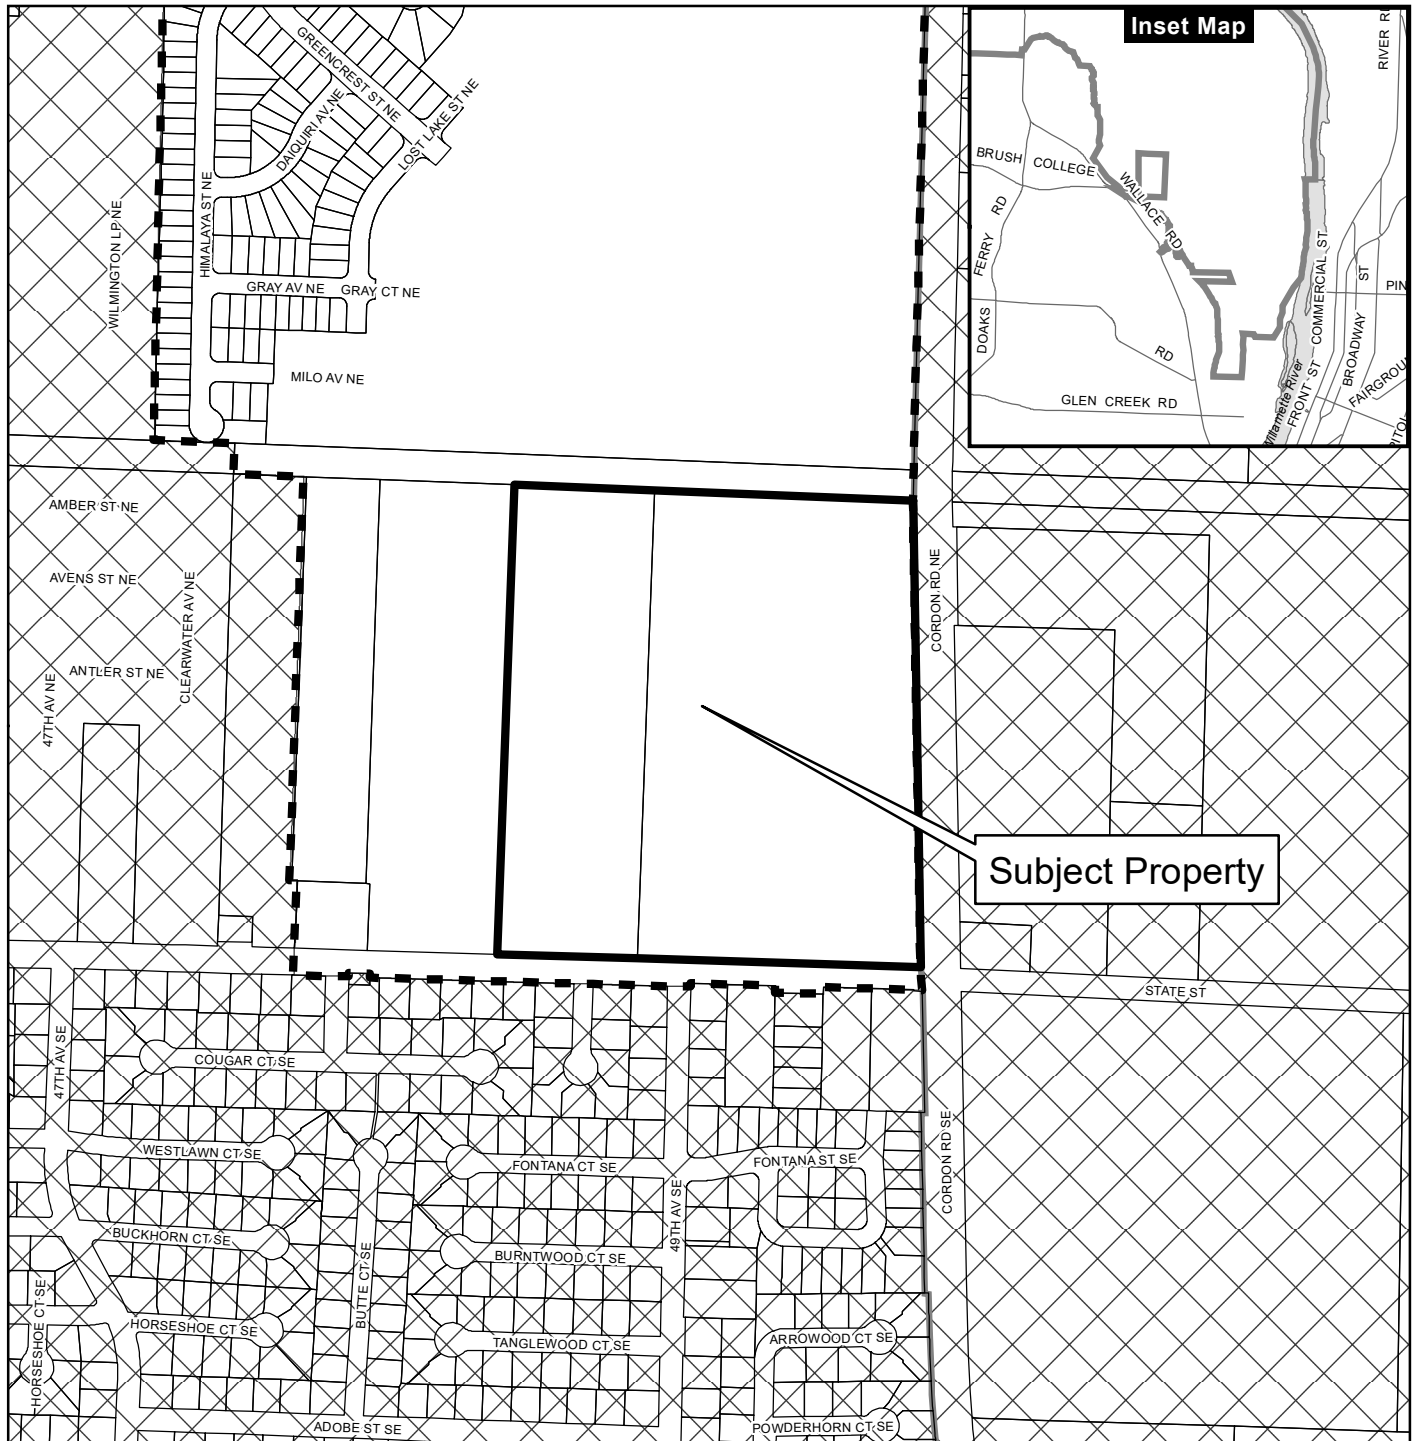 Inset Map
RIVER R
BRUSH COLLEGE
WALLACE RD
FERRY RD
DOAKS
RD
GLEN CREEK RD
Willamette River
FRONT ST
COMMERCIAL ST
BROADWAY ST
PIN
FAIRGROU
ITOL
GREENCREST ST NE
DAIQUIRI AV NE
LOST LAKE ST NE
WILMINGTON LP NE
HIMALAYA ST NE
GRAY AV NE
GRAY CT NE
MILO AV NE
AMBER ST NE
AVENS ST NE
CLEARWATER AV NE
ANTLER ST NE
47TH AV NE
CORDON RD NE
Subject Property
STATE ST
47TH AV SE
COUGAR CT SE
WESTLAWN CT SE
FONTANA CT SE
FONTANA ST SE
CORDON RD SE
49TH AV SE
BUCKHORN CT SE
BURNTWOOD CT SE
BUTTE CT SE
HORSESHOE CT SE
HORSESHOE CT SE
TANGLEWOOD CT SE
ARROWOOD CT SE
ADOBE ST SE
POWDERHORN CT SE